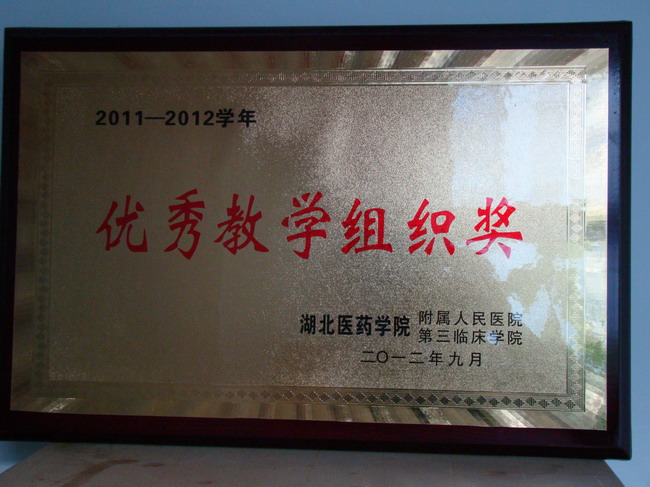 2011—2012学年
优秀教学组织奖
湖北医药学院 附属人民医院
第三临床学院
二〇一二年九月